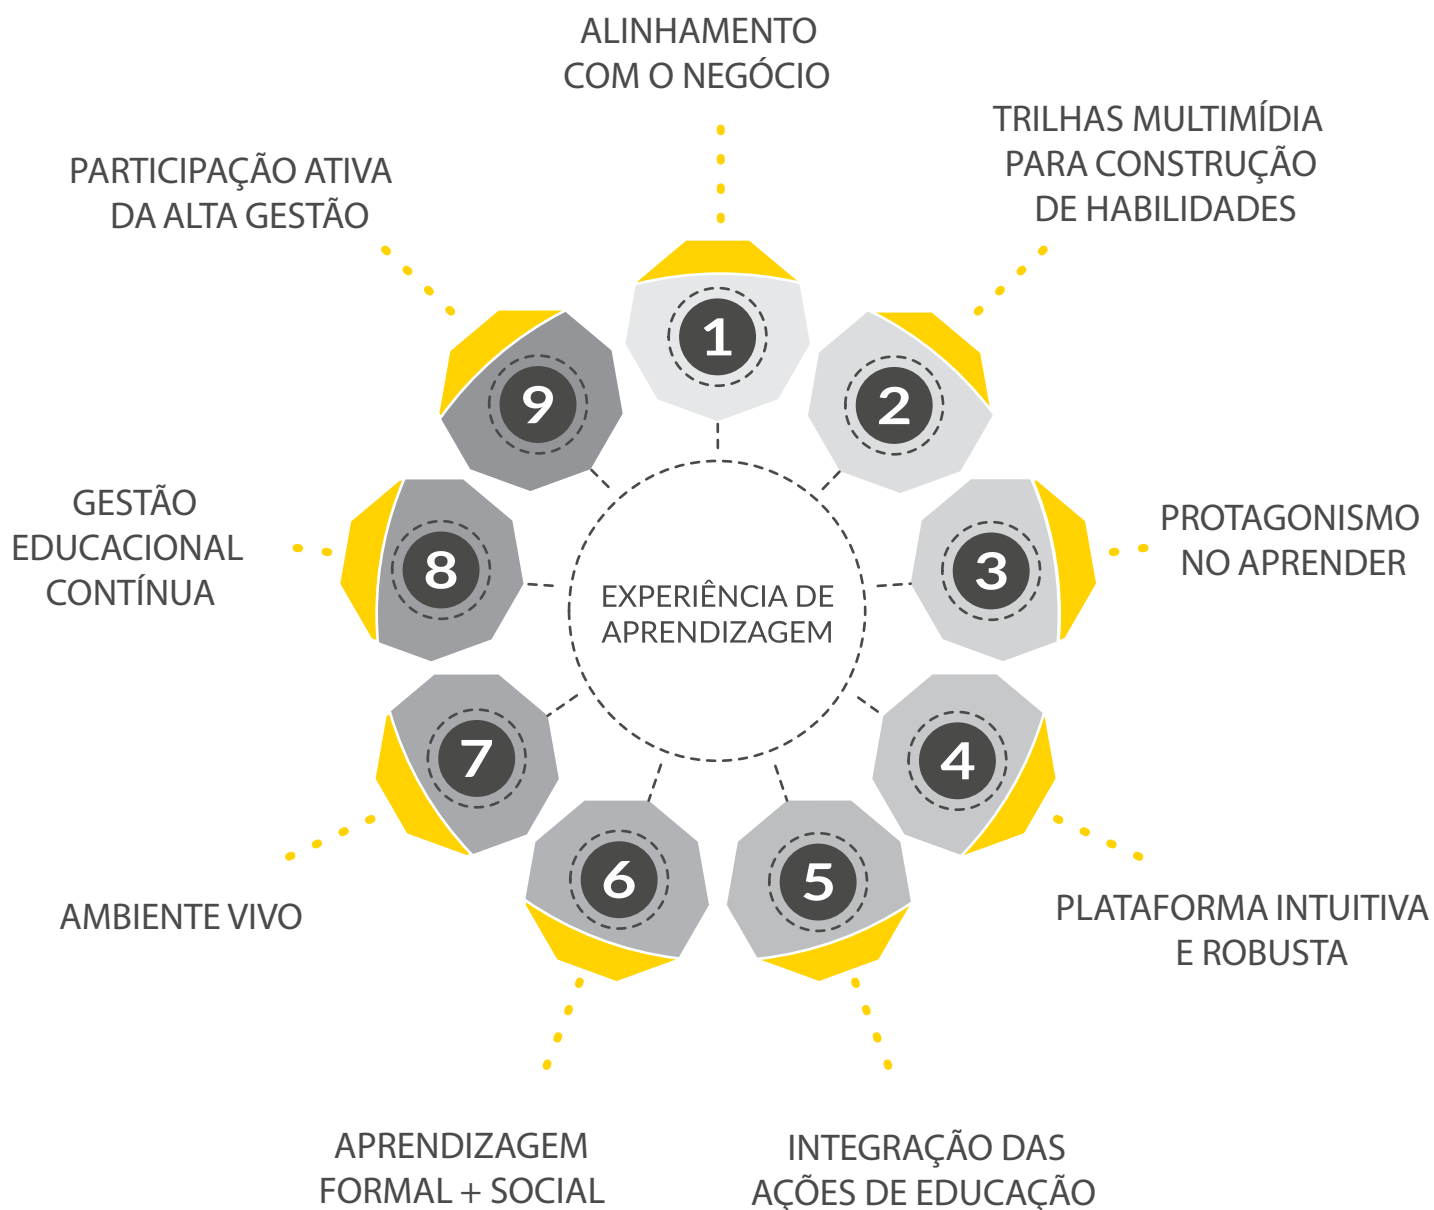 ALINHAMENTO
COM O NEGÓCIO
TRILHAS MULTIMÍDIA
PARA CONSTRUÇÃO
DE HABILIDADES
PARTICIPAÇÃO ATIVA
DA ALTA GESTÃO
1
2
9
GESTÃO
EDUCACIONAL
CONTÍNUA
8
3
PROTAGONISMO
NO APRENDER
EXPERIÊNCIA DE
APRENDIZAGEM
7
4
6
5
AMBIENTE VIVO
PLATAFORMA INTUITIVA
E ROBUSTA
APRENDIZAGEM
FORMAL + SOCIAL
INTEGRAÇÃO DAS
AÇÕES DE EDUCAÇÃO